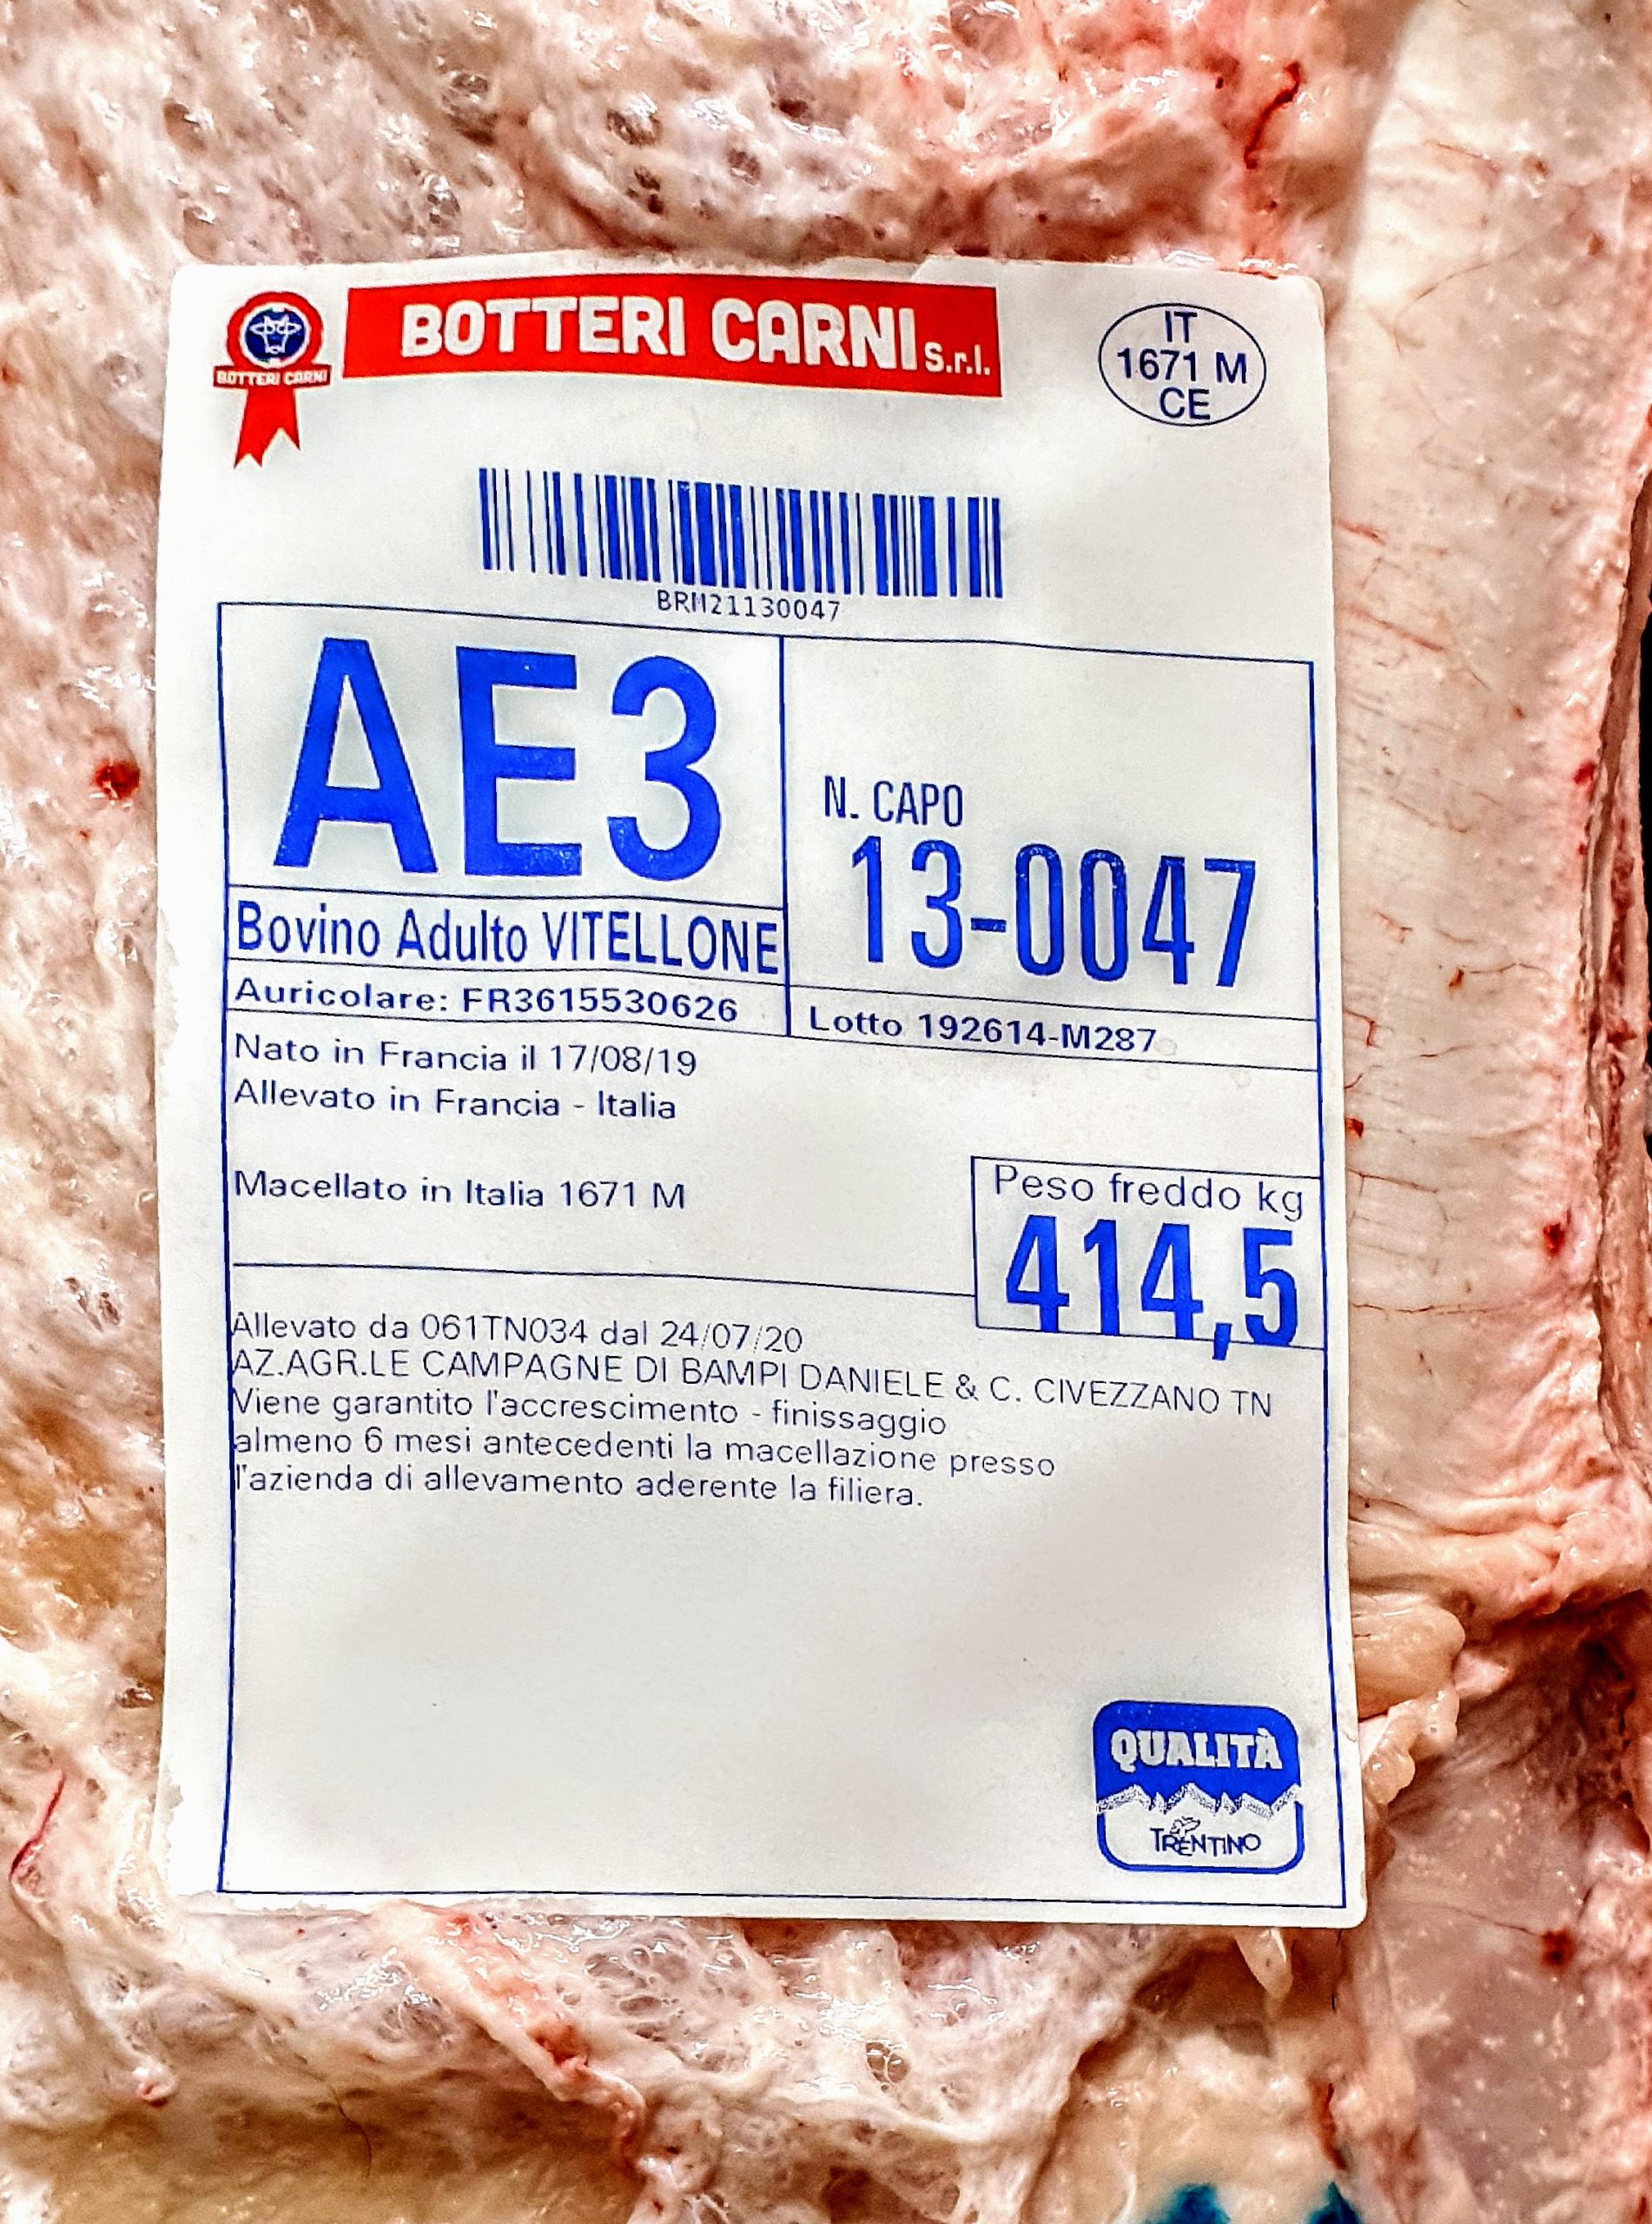 BOTTERI CARNI
BOTTERI CARNI S.r.l.
IT
1671 M
CE
BRM21130047
AE3
N. CAPO
13-0047
Bovino Adulto VITELLONE
Auricolare: FR3615530626
Lotto 192614-M287
Nato in Francia il 17/08/19
Allevato in Francia - Italia
Macellato in Italia 1671 M
Peso freddo kg
414,5
Allevato da 061TN034 dal 24/07/20
AZ.AGR.LE CAMPAGNE DI BAMPI DANIELE & C. CIVEZZANO TN
Viene garantito l'accrescimento - finissaggio
almeno 6 mesi antecedenti la macellazione presso
l'azienda di allevamento aderente la filiera.
QUALITÀ
TRENTINO